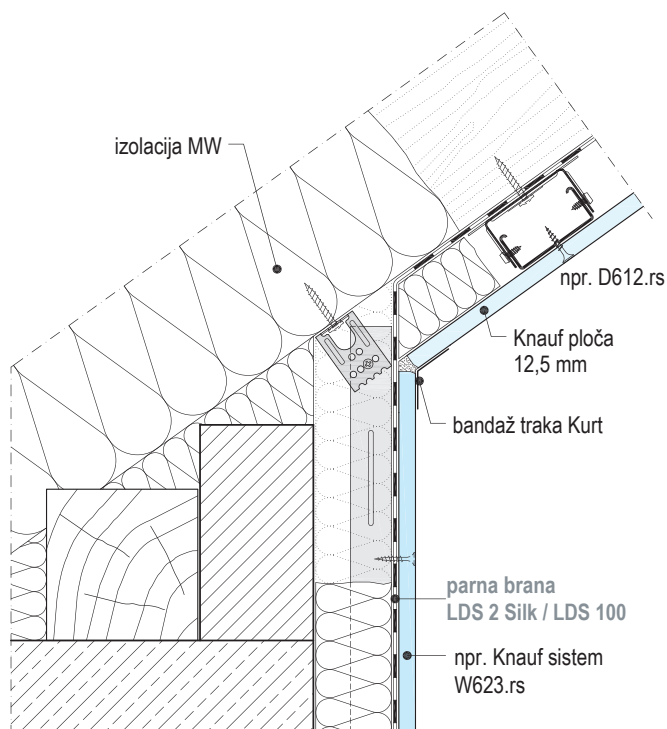 izolacija MW
npr. D612.rs
Knauf ploča
12,5 mm
bandaž traka Kurt
parna brana
LDS 2 Silk / LDS 100
npr. Knauf sistem
W623.rs